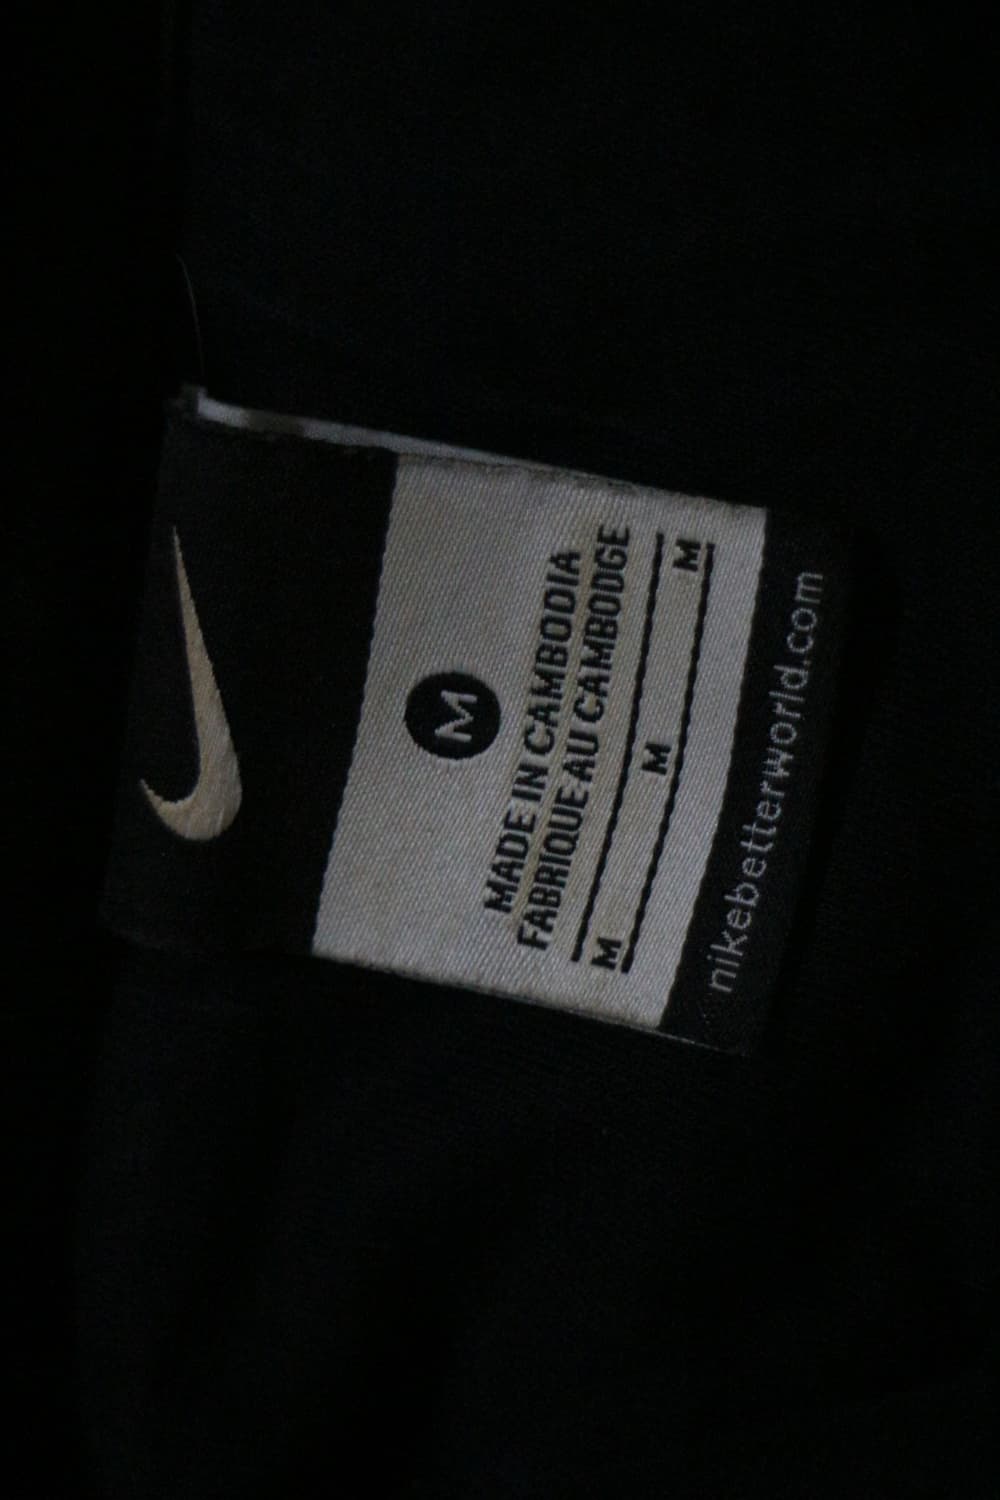 M
MADE IN CAMBODIA
FABRIQUE AU CAMBODGE
M M M
nikebetterworld.com